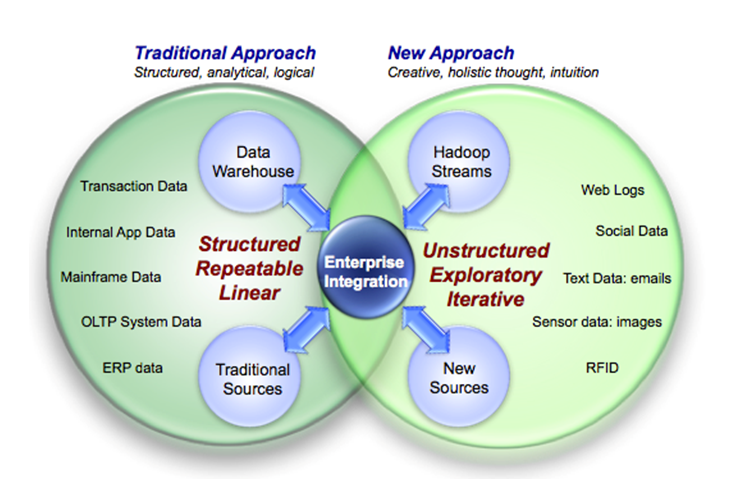 Traditional Approach
Structured, analytical, logical
New Approach
Creative, holistic thought, intuition
Data
Warehouse
Hadoop
Streams
Transaction Data
Internal App Data
Mainframe Data
OLTP System Data
ERP data
Structured
Repeatable
Linear
Enterprise
Integration
Unstructured
Exploratory
Iterative
Web Logs
Social Data
Text Data: emails
Sensor data: images
RFID
Traditional
Sources
New
Sources